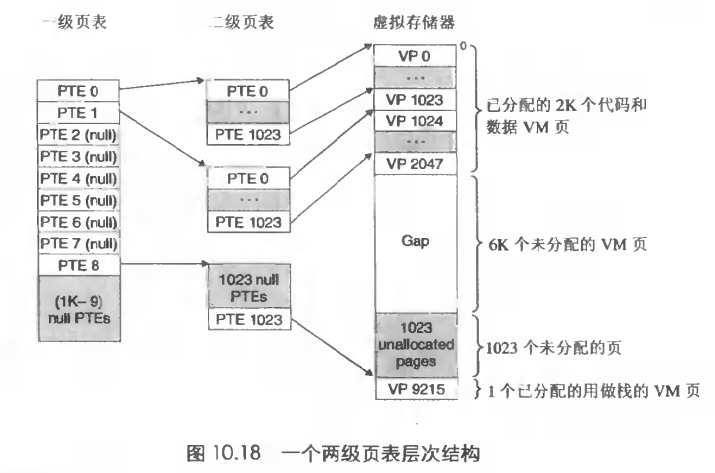 一级页表
二级页表
虚拟存储器
PTE 0
PTE 1
PTE 2 (null)
PTE 3 (null)
PTE 4 (null)
PTE 5 (null)
PTE 6 (null)
PTE 7 (null)
PTE 8
(1K–9)
null PTEs
PTE 0
...
PTE 1023
PTE 0
...
PTE 1023
1023 null
PTEs
PTE 1023
0
VP 0
...
VP 1023
VP 1024
...
VP 2047
Gap
1023
unallocated
pages
VP 9215
已分配的 2K 个代码和
数据 VM 页
6K 个未分配的 VM 页
1023 个未分配的页
1 个已分配的用做栈的 VM 页
图 10.18 一个两级页表层次结构